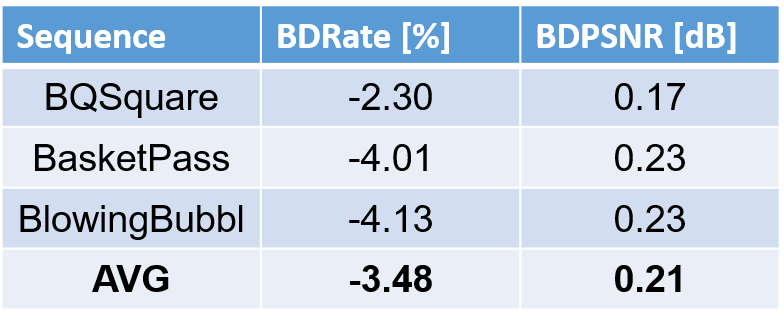 Sequence BDRate [%] BDPSNR [dB]
BQSquare -2.30 0.17
BasketPass -4.01 0.23
BlowingBubbl -4.13 0.23
AVG -3.48 0.21